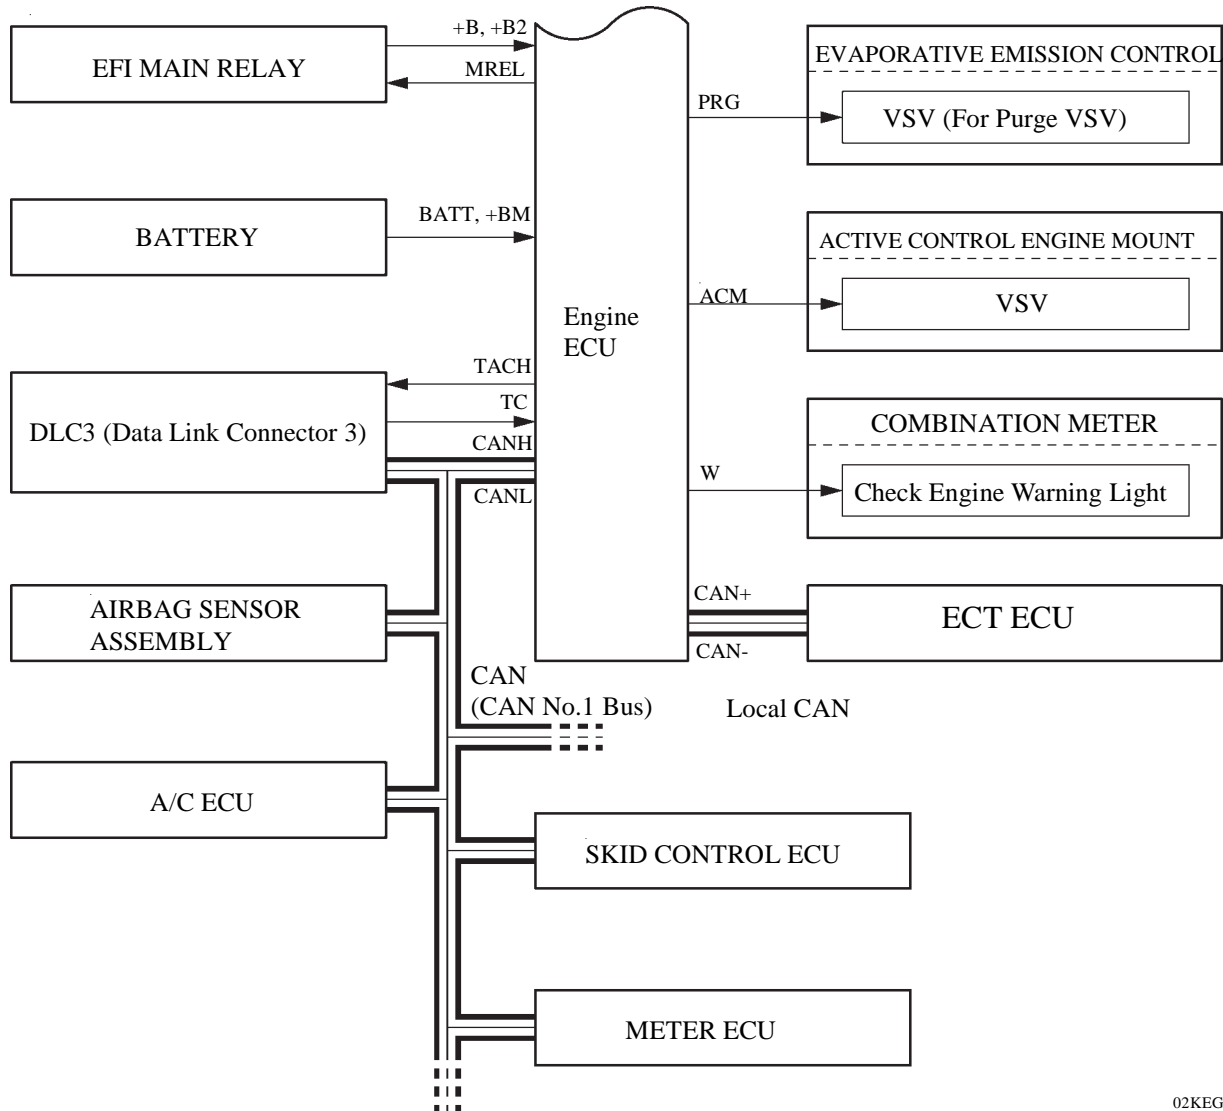 EFI MAIN RELAY
+B, +B2
MREL
BATTERY
BATT, +BM
DLC3 (Data Link Connector 3)
TACH
TC
CANH
CANL
AIRBAG SENSOR
ASSEMBLY
A/C ECU
Engine
ECU
CAN
(CAN No.1 Bus)
SKID CONTROL ECU
METER ECU
PRG
EVAPORATIVE EMISSION CONTROL
VSV (For Purge VSV)
ACM
ACTIVE CONTROL ENGINE MOUNT
VSV
W
COMBINATION METER
Check Engine Warning Light
CAN+
CAN-
ECT ECU
Local CAN
02KEG